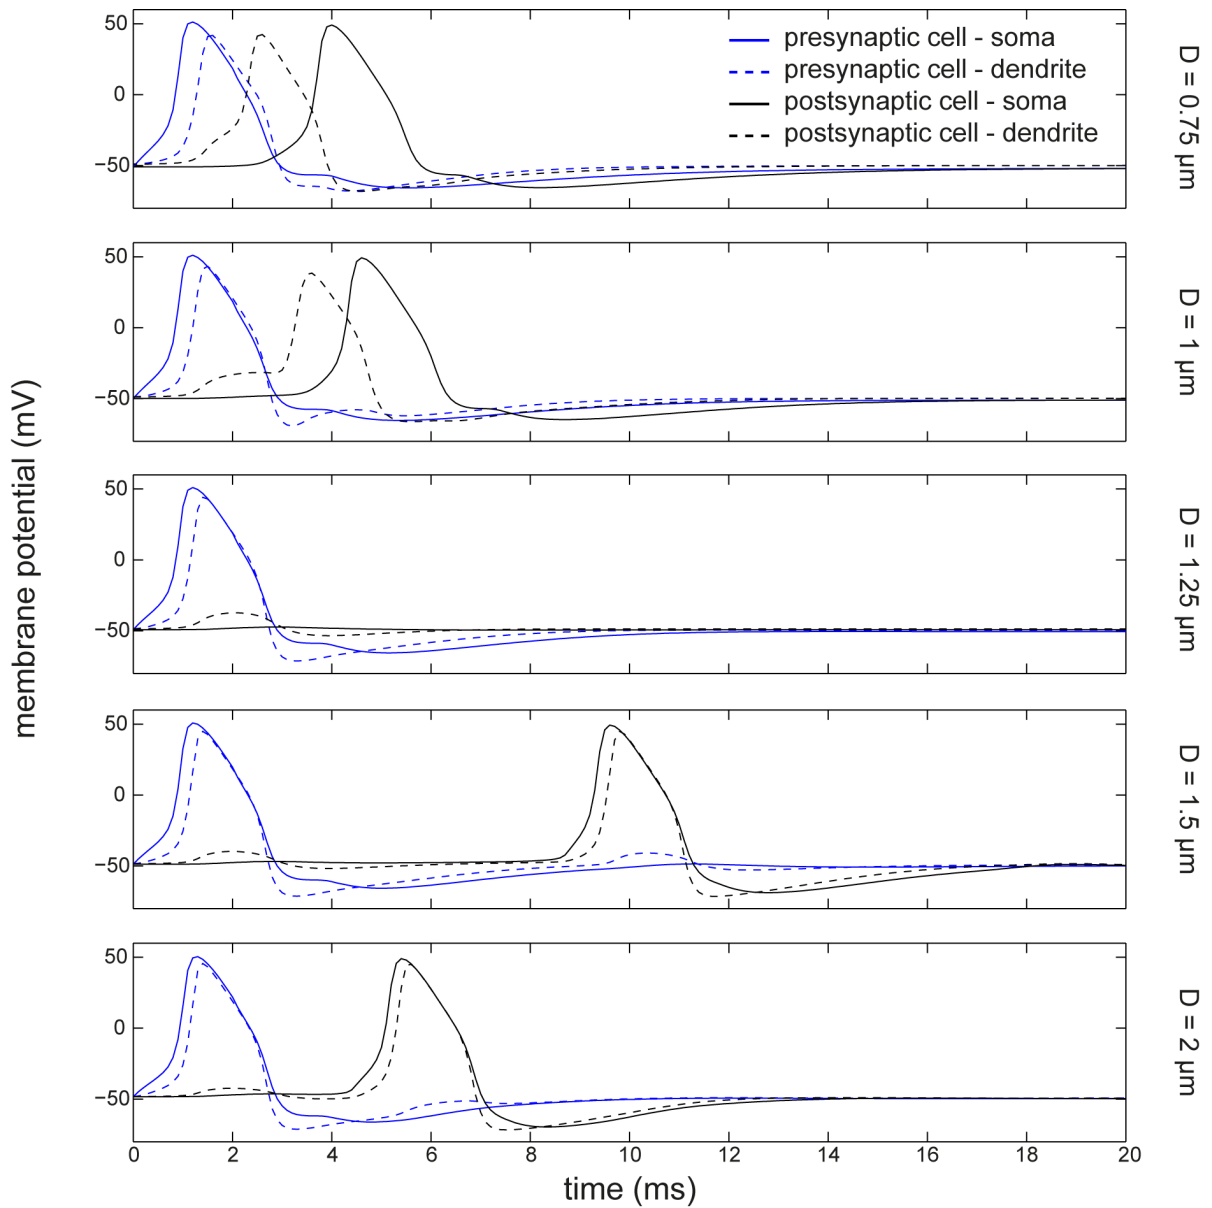 50
0
−50
presynaptic cell - soma
presynaptic cell - dendrite
postsynaptic cell - soma
postsynaptic cell - dendrite
D = 0.75 μm
50
0
−50
D = 1 μm
50
0
−50
D = 1.25 μm
50
0
−50
D = 1.5 μm
50
0
−50
D = 2 μm
membrane potential (mV)
0 2 4 6 8 10 12 14 16 18 20
time (ms)